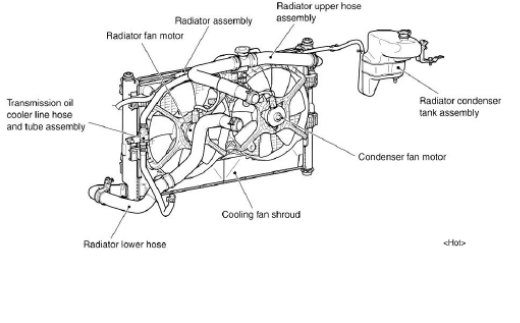 Radiator upper hose
assembly
Radiator assembly
Radiator fan motor
Transmission oil
cooler line hose
and tube assembly
Radiator condenser
tank assembly
Condenser fan motor
Cooling fan shroud
Radiator lower hose
<Hot>